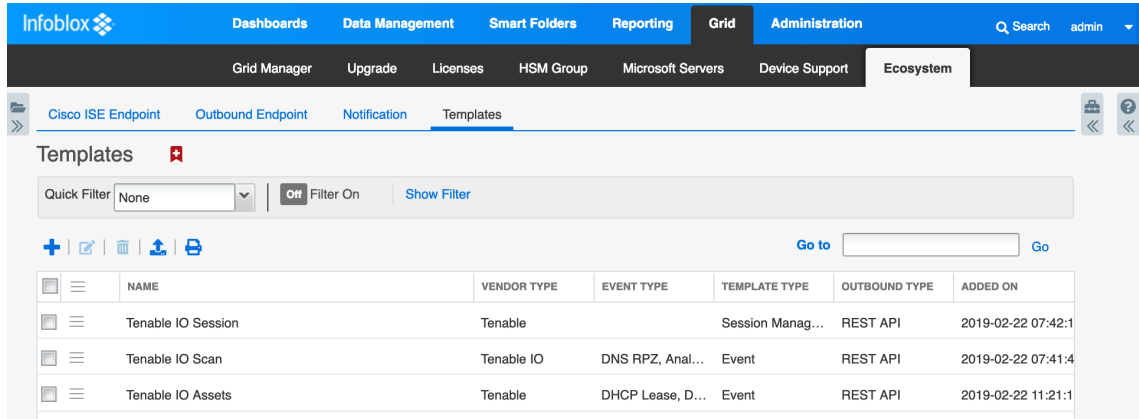 Infoblox Dashboards Data Management Smart Folders Reporting Grid Administration Search admin
Grid Manager Upgrade Licenses HSM Group Microsoft Servers Device Support Ecosystem
Cisco ISE Endpoint Outbound Endpoint Notification Templates
Templates
Quick Filter None Off Filter On Show Filter
Go to Go
NAME VENDOR TYPE EVENT TYPE TEMPLATE TYPE OUTBOUND TYPE ADDED ON
Tenable IO Session Tenable Session Manag... REST API 2019-02-22 07:42:1
Tenable IO Scan Tenable IO DNS RPZ, Anal... Event REST API 2019-02-22 07:41:4
Tenable IO Assets Tenable IO DHCP Lease, D... Event REST API 2019-02-22 11:21:1